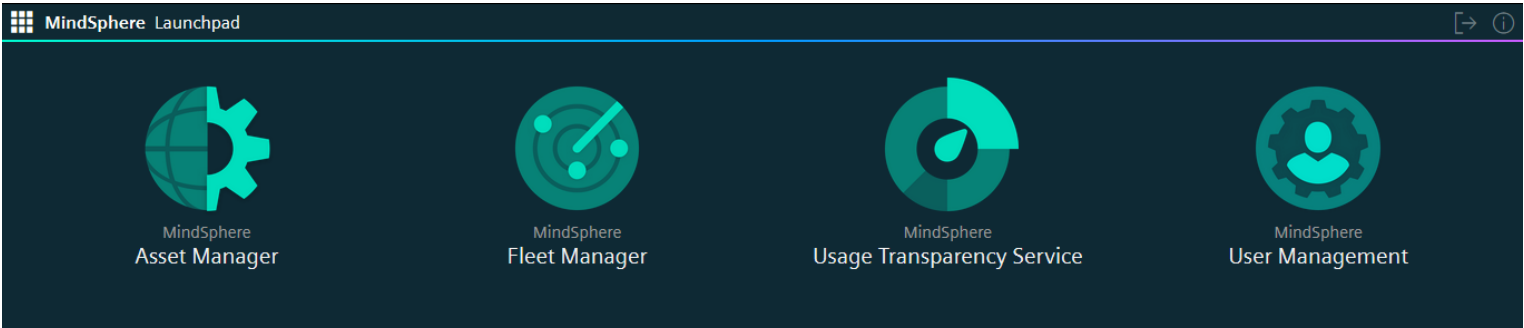 MindSphere Launchpad
MindSphere
Asset Manager
MindSphere
Fleet Manager
MindSphere
Usage Transparency Service
MindSphere
User Management